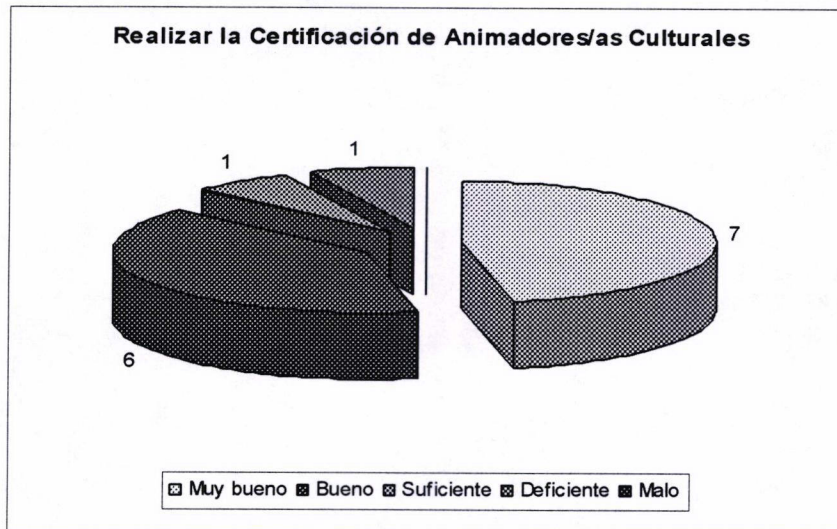 Realizar la Certificación de Animadores/as Culturales
1
1
7
6
Muy bueno Bueno Suficiente Deficiente Malo